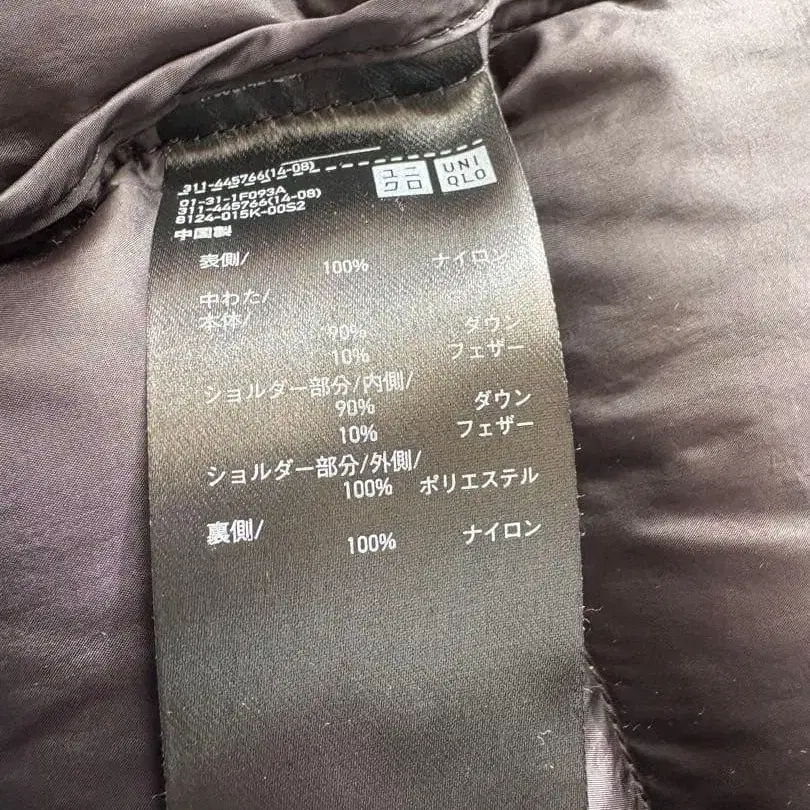 311-445766(14-08)
ユニクロ
UNIQLO
01-31-1F093A
311-445766(14-08)
8124-015K-00S2
中国製
表側/ 100% ナイロン
中わた/
本体/
90% ダウン
10% フェザー
ショルダー部分/内側/
90% ダウン
10% フェザー
ショルダー部分/外側/
100% ポリエステル
裏側/
100% ナイロン